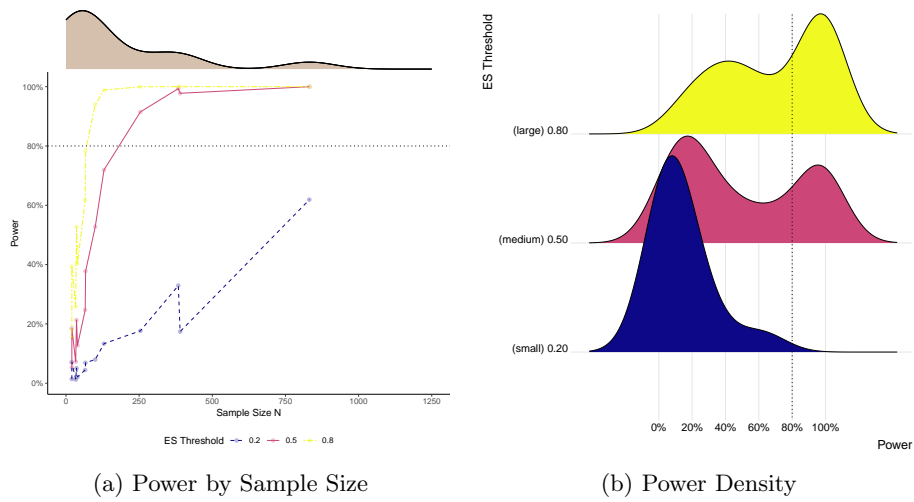 100%
80%
60%
40%
20%
0%
Power
0
250
500
750
1000
1250
Sample Size N
ES Threshold
0.2
0.5
0.8
(a) Power by Sample Size
ES Threshold
(large) 0.80
(medium) 0.50
(small) 0.20
0%
20%
40%
60%
80%
100%
Power
(b) Power Density